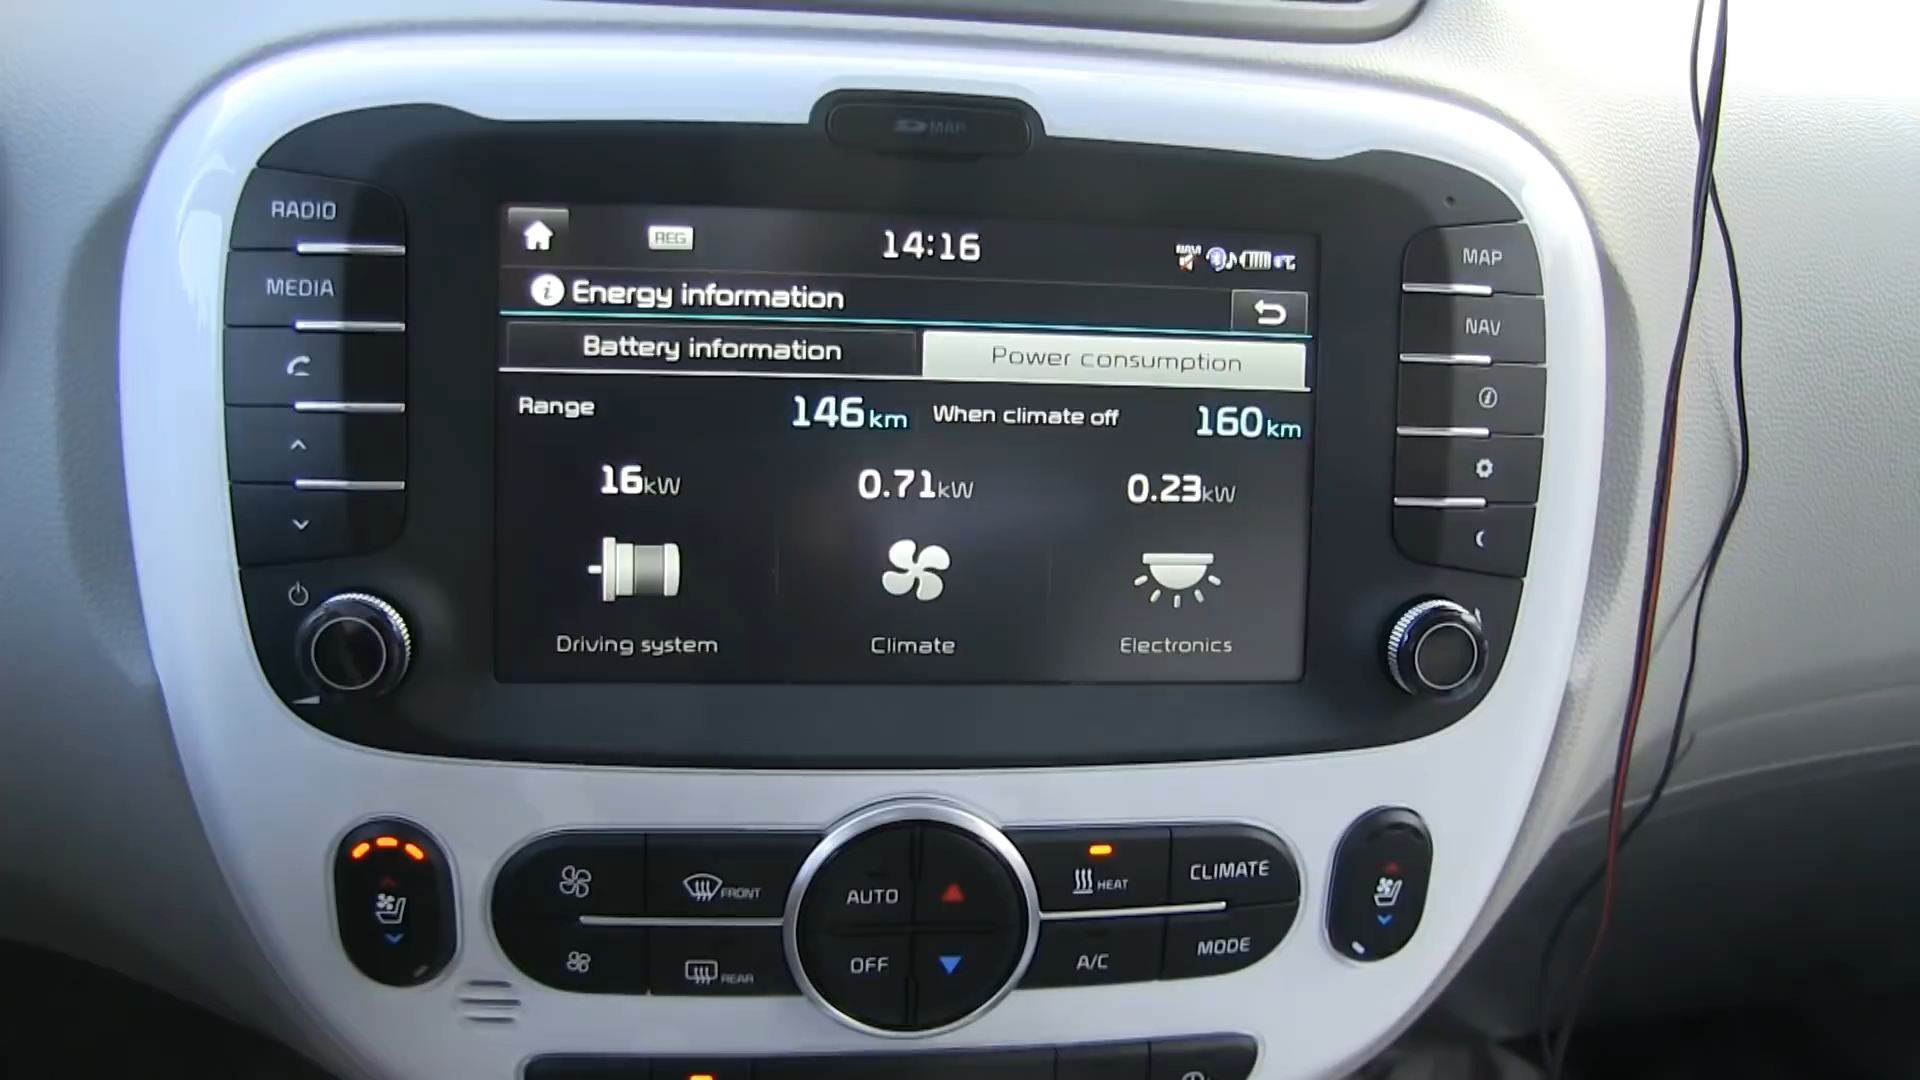 MAP
RADIO
MEDIA
REC
14:16
Energy information
Battery information
Power consumption
Range 146 km When climate off 160 km
16 kW 0.71 kW 0.23 kW
Driving system Climate Electronics
MAP
NAV
FRONT
AUTO
HEAT
CLIMATE
REAR
OFF
A/C
MODE